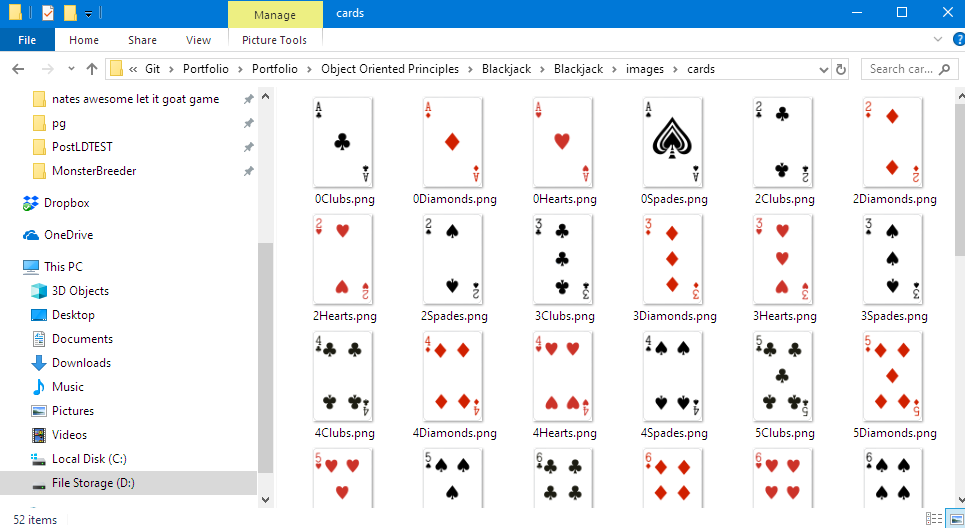 Manage
cards
File
Home
Share
View
Picture Tools
« Git > Portfolio > Portfolio > Object Oriented Principles > Blackjack > Blackjack > images > cards
Search car...
nates awesome let it goat game
pg
PostLDTEST
MonsterBreeder
Dropbox
OneDrive
This PC
3D Objects
Desktop
Documents
Downloads
Music
Pictures
Videos
Local Disk (C:)
File Storage (D:)
A A A A 2 2
A A A A 2 2
0Clubs.png 0Diamonds.png 0Hearts.png 0Spades.png 2Clubs.png 2Diamonds.png
2 2 3 3 3 3
2 2 3 3 3 3
2Hearts.png 2Spades.png 3Clubs.png 3Diamonds.png 3Hearts.png 3Spades.png
4 4 4 4 5 5
4 4 4 4 5 5
4Clubs.png 4Diamonds.png 4Hearts.png 4Spades.png 5Clubs.png 5Diamonds.png
5 5 6 6 6 6
52 items